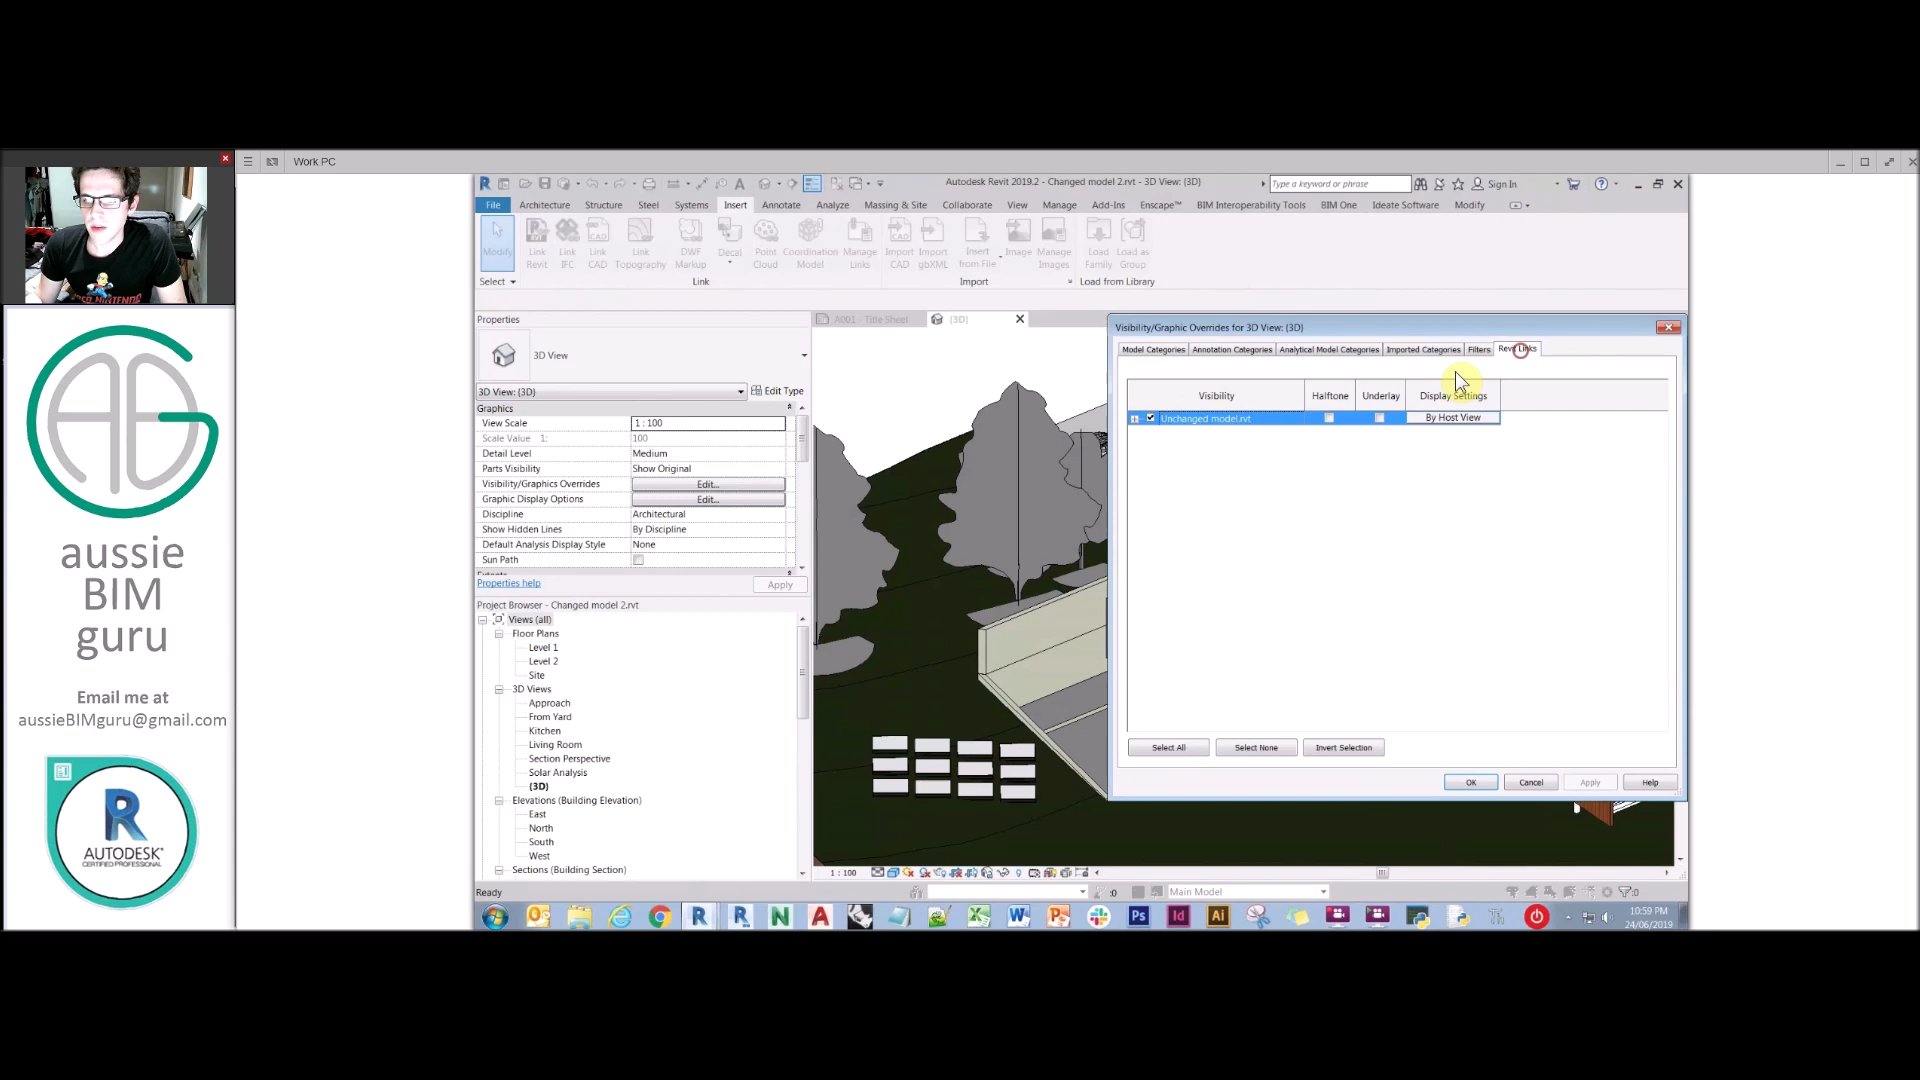 Work PC
Autodesk Revit 2019.2 - Changed model 2.rvt - 3D View: {3D}
Type a keyword or phrase
Sign In
File Architecture Structure Steel Systems Insert Annotate Analyze Massing & Site Collaborate View Manage Add-Ins Enscape™ BIM Interoperability Tools BIM One Ideate Software Modify
Modify
Link Revit
Link IFC
Link CAD
Link Topography
DWF Markup
Decal
Point Cloud
Coordination Model
Manage Links
Import CAD
Import gbXML
Insert from File
Image
Manage Images
Load Family
Load as Group
Select
Link
Import
Load from Library
Properties
A001 - Title Sheet
{3D}
3D View
3D View: {3D}
Edit Type
Graphics
View Scale 1 : 100
Scale Value 1: 100
Detail Level Medium
Parts Visibility Show Original
Visibility/Graphics Overrides Edit...
Graphic Display Options Edit...
Discipline Architectural
Show Hidden Lines By Discipline
Default Analysis Display Style None
Sun Path
Extents
Properties help
Apply
Project Browser - Changed model 2.rvt
Views (all)
Floor Plans
Level 1
Level 2
Site
3D Views
Approach
From Yard
Kitchen
Living Room
Section Perspective
Solar Analysis
{3D}
Elevations (Building Elevation)
East
North
South
West
Sections (Building Section)
Visibility/Graphic Overrides for 3D View: {3D}
Model Categories Annotation Categories Analytical Model Categories Imported Categories Filters Revit Links
Visibility Halftone Underlay Display Settings
Unchanged model.rvt By Host View
Select All Select None Invert Selection
OK Cancel Apply Help
1 : 100
Ready
:0
Main Model
:0
10:59 PM
24/06/2019
aussie
BIM
guru
Email me at
aussieBIMguru@gmail.com
R
AUTODESK
CERTIFIED PROFESSIONAL